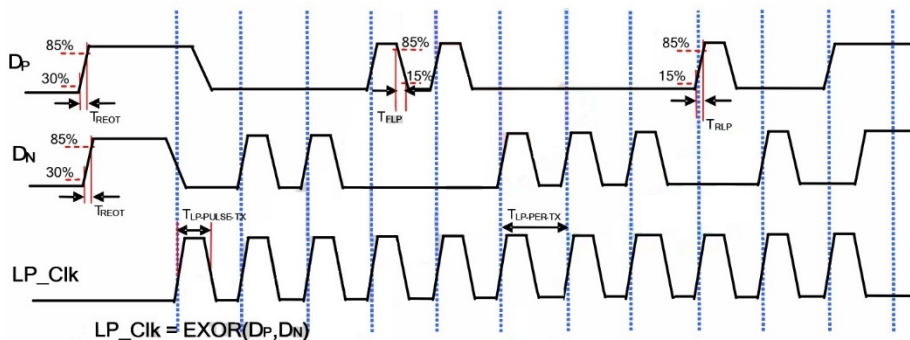 85%
DP
30%
TREOT
85%
15%
TFLP
85%
15%
TRLP
85%
DN
30%
TREOT
TLP-PULSE-TX
TLP-PER-TX
LP_Clk
LP_Clk = EXOR(DP,DN)